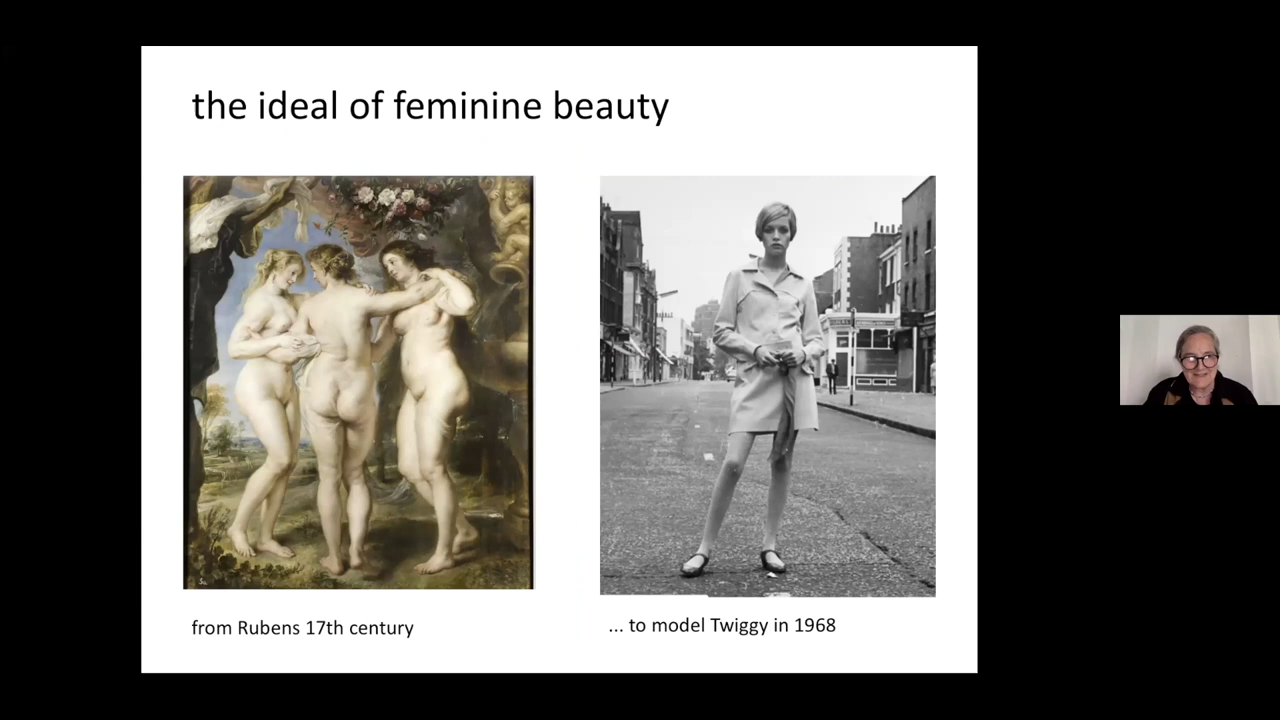 the ideal of feminine beauty
from Rubens 17th century
... to model Twiggy in 1968